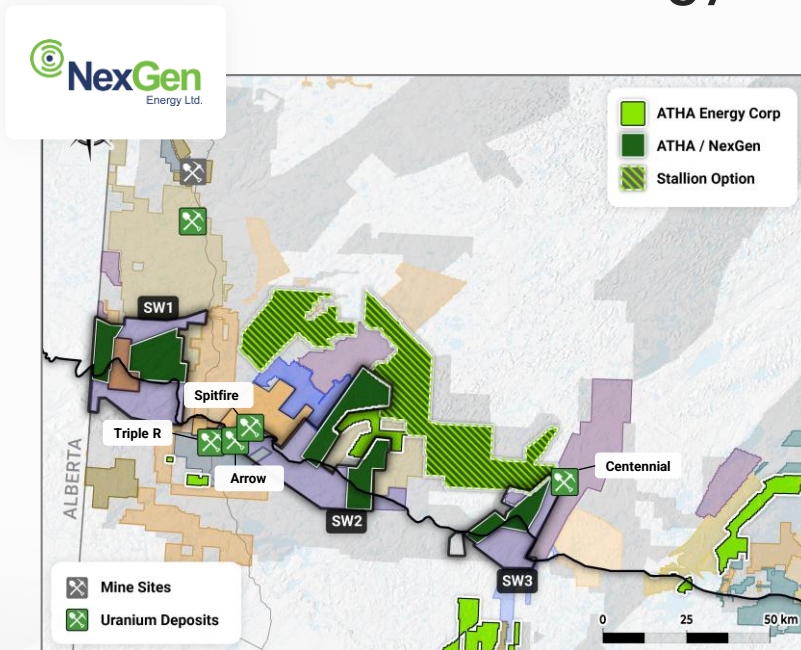 NexGen
Energy Ltd.
ATHA Energy Corp
ATHA / NexGen
Stallion Option
SW1
Spitfire
Triple R
Arrow
Centennial
ALBERTA
SW2
SW3
Mine Sites
Uranium Deposits
0 25 50 km